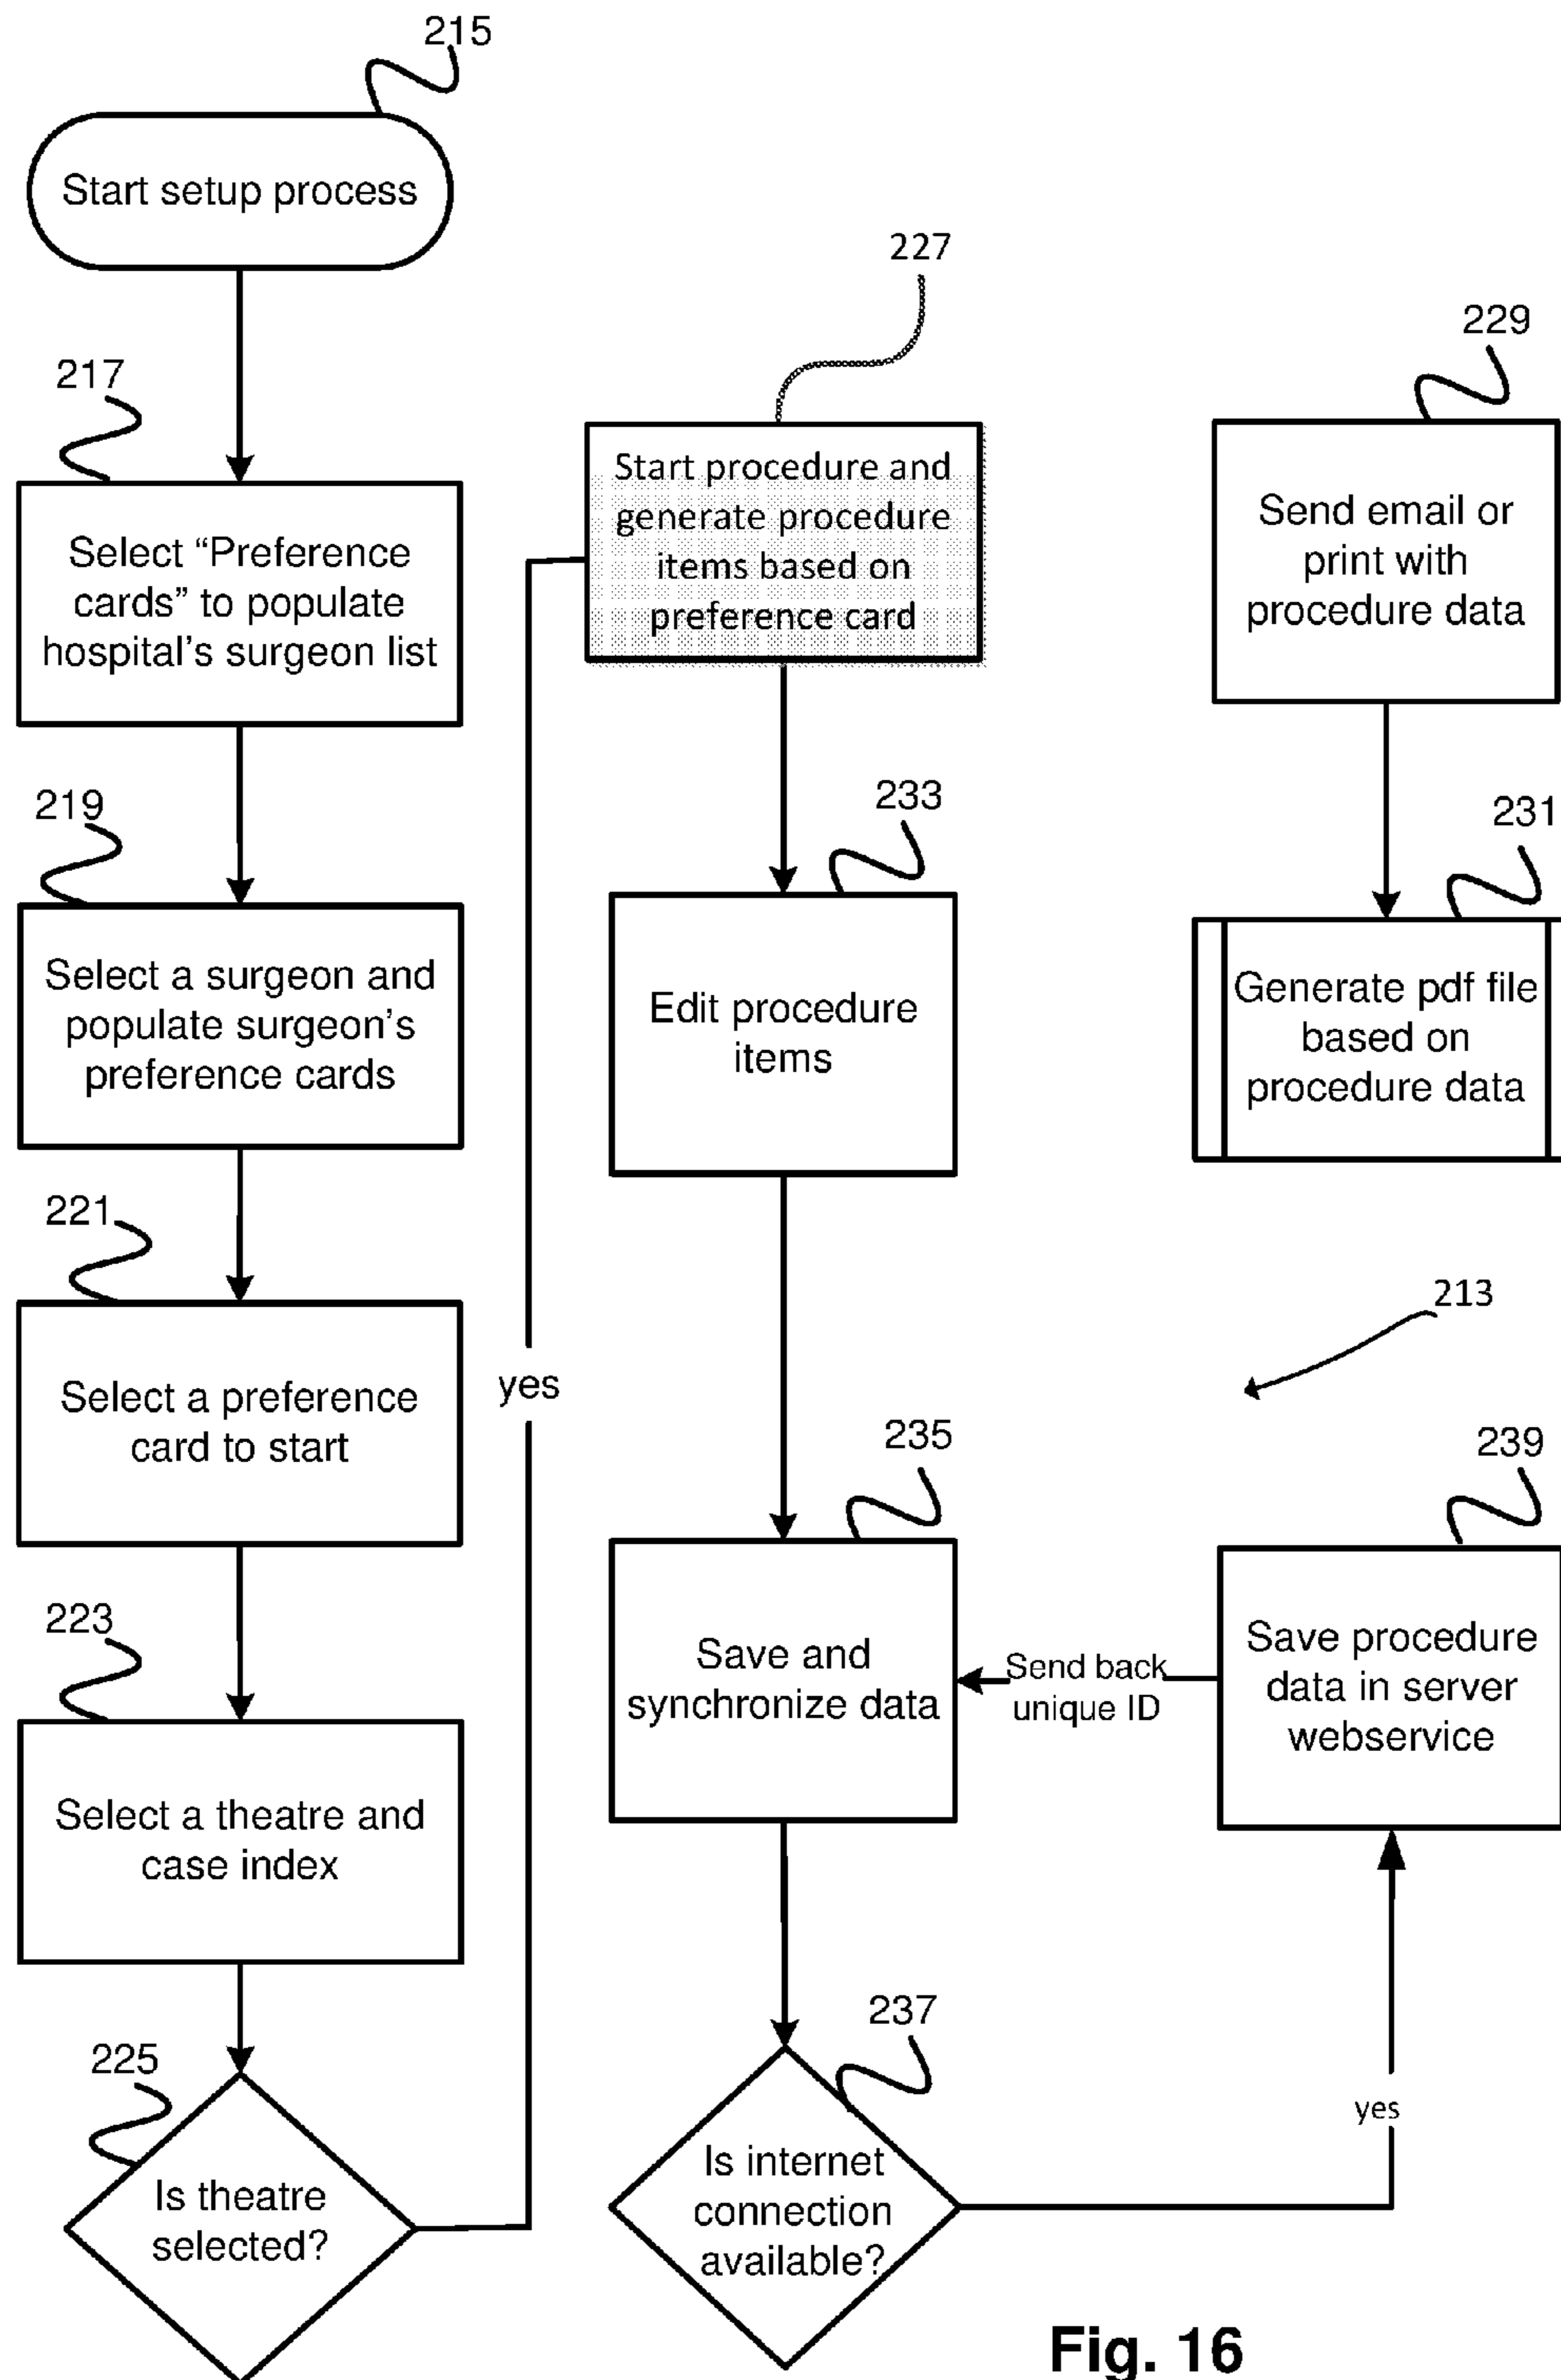 215
Start setup process
217
Select “Preference
cards” to populate
hospital’s surgeon list
219
Select a surgeon and
populate surgeon’s
preference cards
221
Select a preference
card to start
223
Select a theatre and
case index
225
Is theatre
selected?
yes
227
Start procedure and
generate procedure
items based on
preference card
233
Edit procedure
items
235
Save and
synchronize data
237
Is internet
connection
available?
yes
239
Save procedure
data in server
webservice
Send back
unique ID
229
Send email or
print with
procedure data
231
Generate pdf file
based on
procedure data
213
Fig. 16